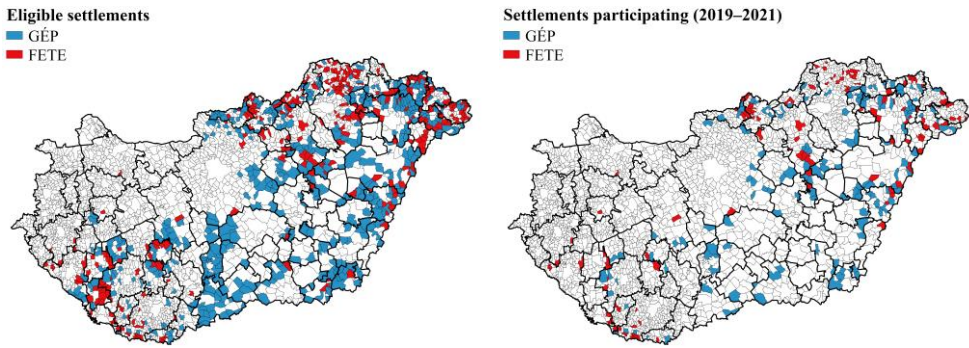 Eligible settlements
GÉP
FETE
Settlements participating (2019–2021)
GÉP
FETE